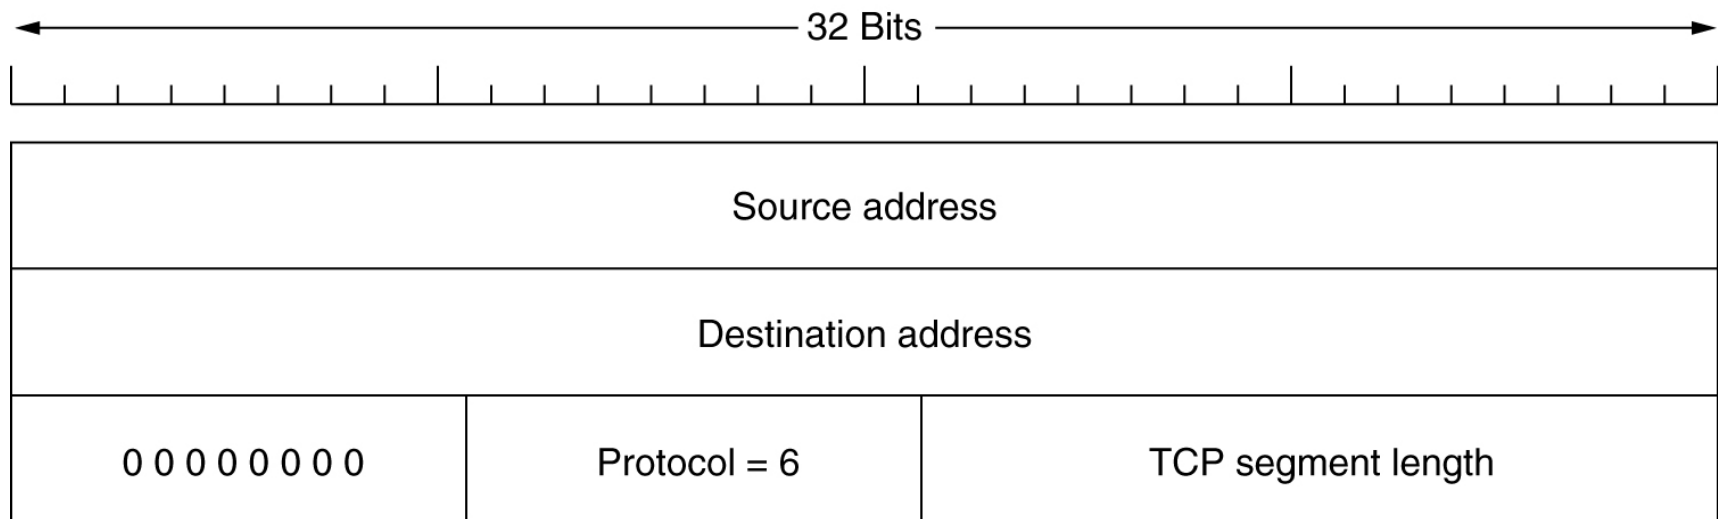 32 Bits
Source address
Destination address
0 0 0 0 0 0 0 0 Protocol = 6 TCP segment length